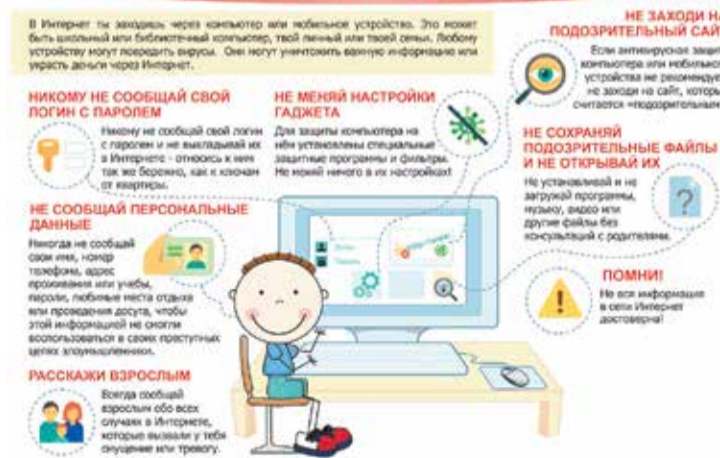 В Интернет ты заходишь через компьютер или мобильное устройство. Это может
быть школьный или библиотечный компьютер, твой личный или твоей семьи. Любому
устройству могут повредить вирусы. Они могут уничтожить важную информацию или
украсть деньги через Интернет.
НЕ ЗАХОДИ НА
ПОДОЗРИТЕЛЬНЫЙ САЙТ
Если антивирусная защит
компьютера или мобильног
устройства не рекомендуе
не заходи на сайт, которы
считается «подозрительным
НИКОМУ НЕ СООБЩАЙ СВОЙ
ЛОГИН С ПАРОЛЕМ
Никому не сообщай свой логин
с паролем и не выкладывай их
в Интернете - относись к ним
так же бережно, как к ключам
от квартиры.
НЕ МЕНЯЙ НАСТРОЙКИ
ГАДЖЕТА
Для защиты компьютера на
нём установлены специальные
защитные программы и фильтры.
Не меняй ничего в их настройках!
НЕ СОХРАНЯЙ
ПОДОЗРИТЕЛЬНЫЕ ФАЙЛЫ
И НЕ ОТКРЫВАЙ ИХ
Не устанавливай и не
загружай программы,
музыку, видео или
другие файлы без
консультаций с родителями.
НЕ СООБЩАЙ ПЕРСОНАЛЬНЫЕ
ДАННЫЕ
Никогда не сообщай
свои имя, номер
телефона, адрес
проживания или учебы,
пароли, любимые места отдыха
или проведения досуга, чтобы
этой информацией не смогли
воспользоваться в своих преступных
целях злоумышленники.
Логин
Пароль
ПОМНИ!
Не вся информация
в сети Интернет
достоверна!
РАССКАЖИ ВЗРОСЛЫМ
Всегда сообщай
взрослым обо всех
случаях в Интернете,
которые вызвали у тебя
смущение или тревогу.